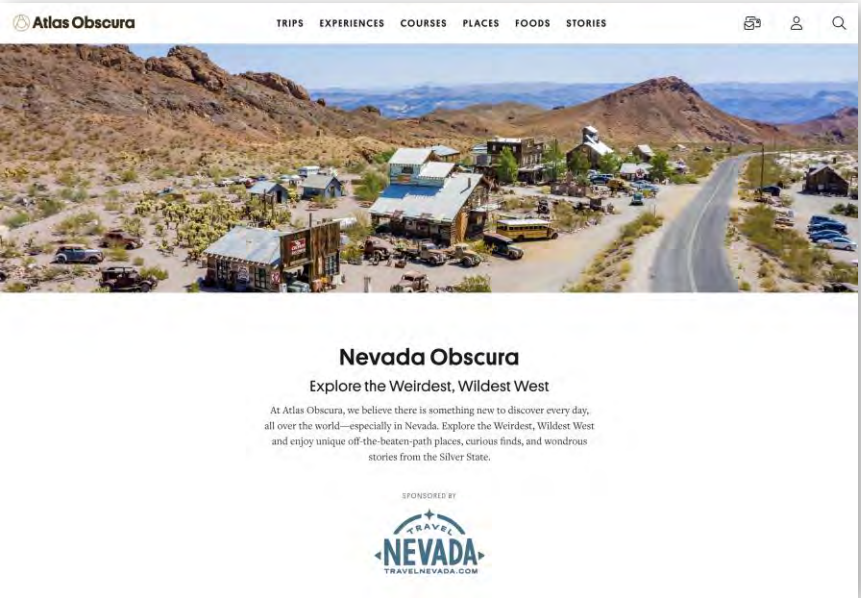 Atlas Obscura
TRIPS EXPERIENCES COURSES PLACES FOODS STORIES
Nevada Obscura
Explore the Weirdest, Wildest West
At Atlas Obscura, we believe there is something new to discover every day,
all over the world—especially in Nevada. Explore the Weirdest, Wildest West
and enjoy unique off-the-beaten-path places, curious finds, and wondrous
stories from the Silver State.
SPONSORED BY
TRAVEL
NEVADA
TRAVELNEVADA.COM